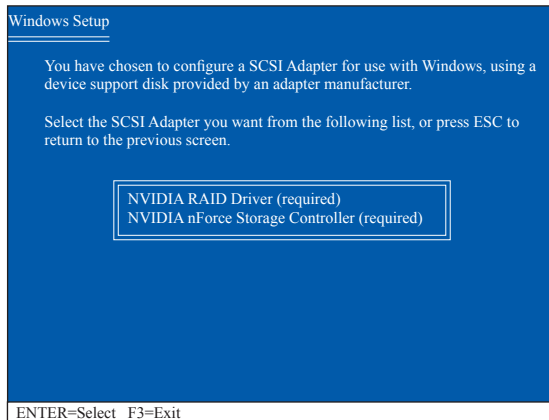 Windows Setup
You have chosen to configure a SCSI Adapter for use with Windows, using a
device support disk provided by an adapter manufacturer.
Select the SCSI Adapter you want from the following list, or press ESC to
return to the previous screen.
NVIDIA RAID Driver (required)
NVIDIA nForce Storage Controller (required)
ENTER=Select F3=Exit